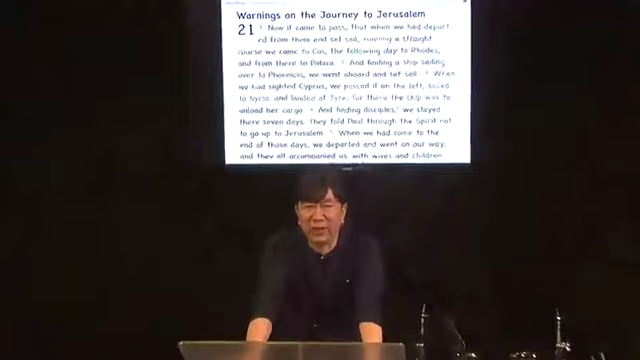 Warnings on the Journey to Jerusalem
21 1 Now it came to pass, that when we had depart
ed from them and set sail, running a straight
course we came to Cos, the following day to Rhodes,
and from there to Patara. 2 And finding a ship sailing
over to Phoenicia, we went aboard and set sail. 3 When
we had sighted Cyprus, we passed it on the left, sailed
to Syria, and landed at Tyre; for there the ship was to
unload her cargo. 4 And finding disciples, we stayed
there seven days. They told Paul through the Spirit not
to go up to Jerusalem. 5 When we had come to the
end of those days, we departed and went on our way;
and they all accompanied us, with wives and children